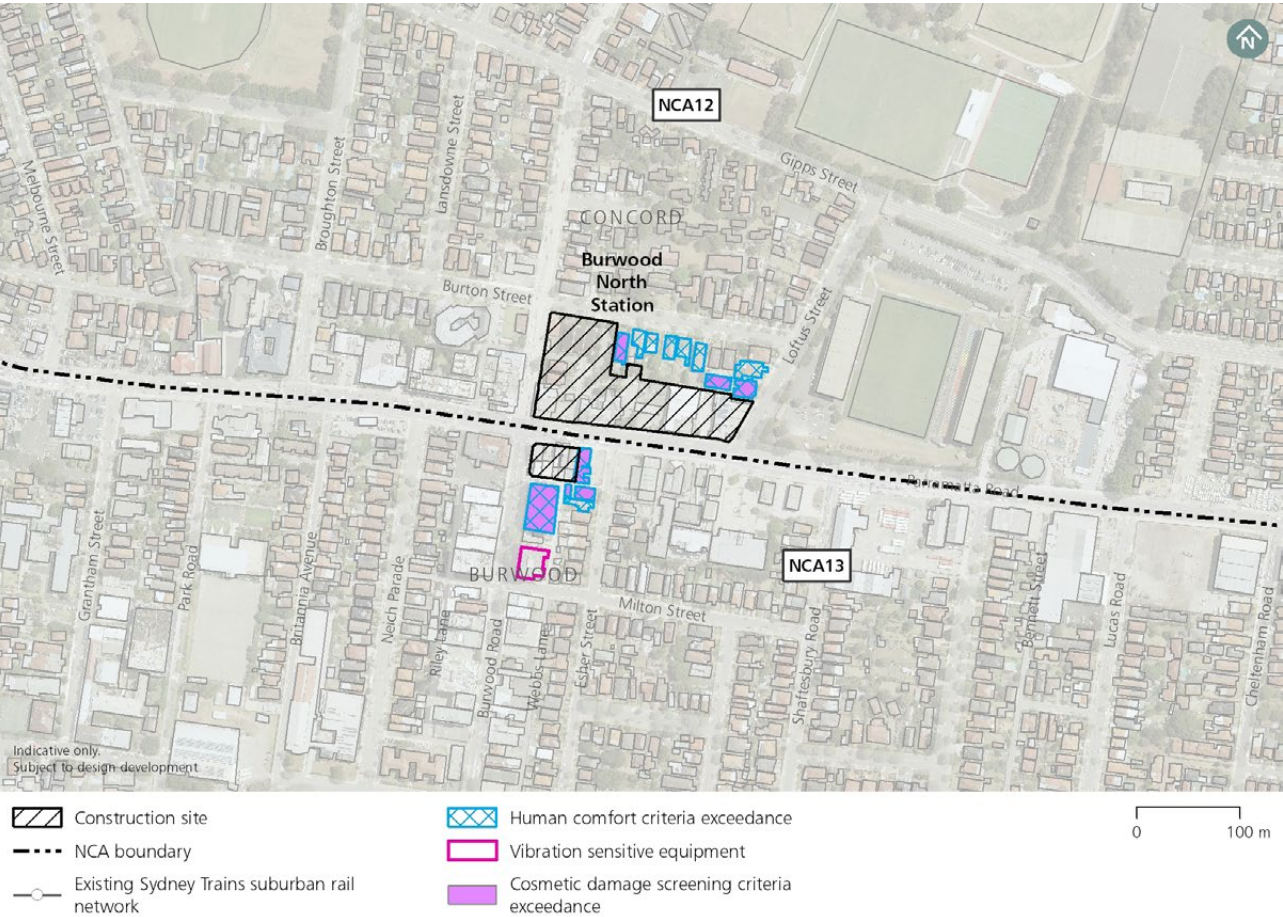 N
NCA12
Gipps Street
Melbourne Street
Broughton Street
Lansdowne Street
CONCORD
Burwood
North
Station
Burton Street
Loftus Street
Parramatta Road
Grantham Street
Park Road
Britannia Avenue
Neich Parade
Riley Lane
Burwood Road
Webbs Lane
Esher Street
BURWOOD
NCA13
Milton Street
Shaftesbury Road
Bennett Street
Lucas Road
Cheltenham Road
Indicative only.
Subject to design development
Construction site
NCA boundary
Existing Sydney Trains suburban rail
network
Human comfort criteria exceedance
Vibration sensitive equipment
Cosmetic damage screening criteria
exceedance
0
100 m